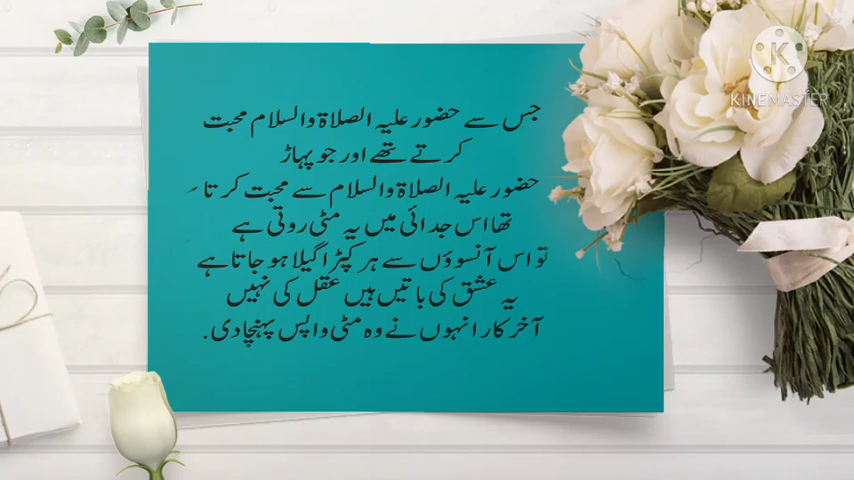 جس سے حضور علیہ الصلاۃ والسلام محبت
کرتے تھے اور جو پہاڑ
حضور علیہ الصلاۃ والسلام سے محبت کرتا
تھا اس جدائی میں یہ مٹی روتی ہے
تو اس آنسوؤں سے ہر کپڑا گیلا ہو جاتا ہے
یہ عشق کی باتیں ہیں عقل کی نہیں
آخر کار انہوں نے وہ مٹی واپس پہنچا دی.
K
KINEMASTER